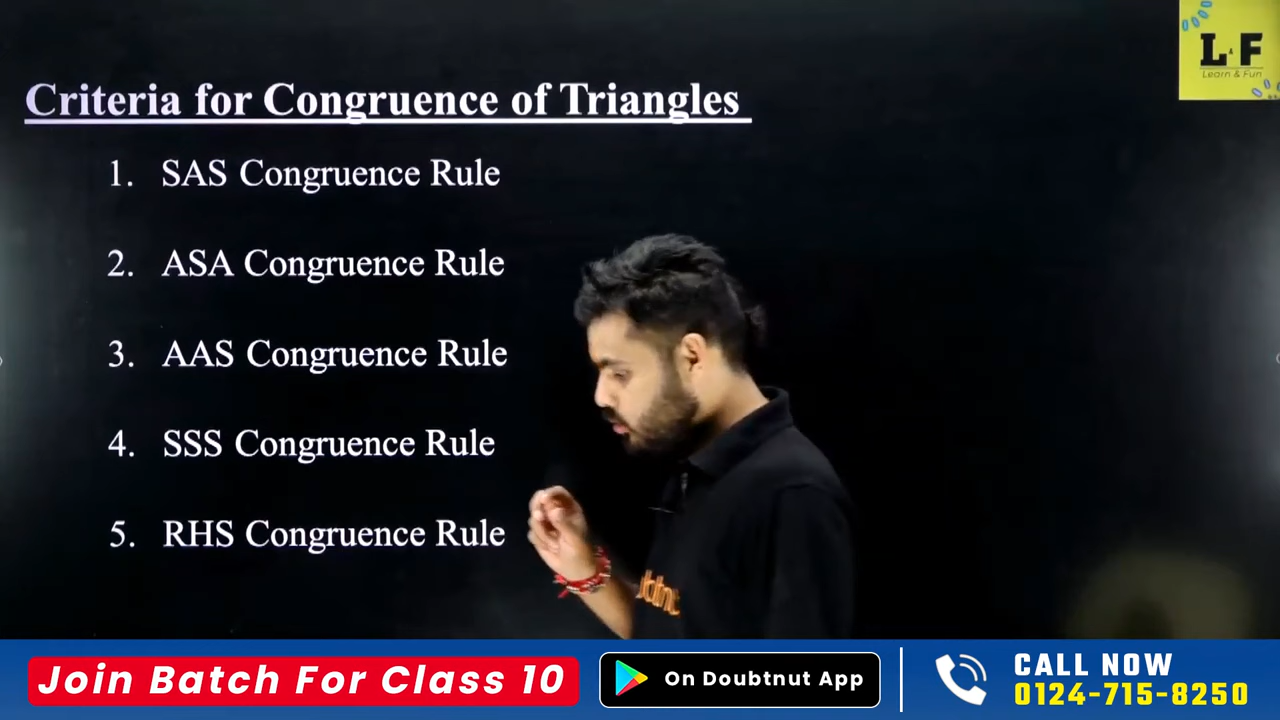 Criteria for Congruence of Triangles
1. SAS Congruence Rule
2. ASA Congruence Rule
3. AAS Congruence Rule
4. SSS Congruence Rule
5. RHS Congruence Rule
L&F
Learn & Fun
Join Batch For Class 10
On Doubtnut App
CALL NOW
0124-715-8250